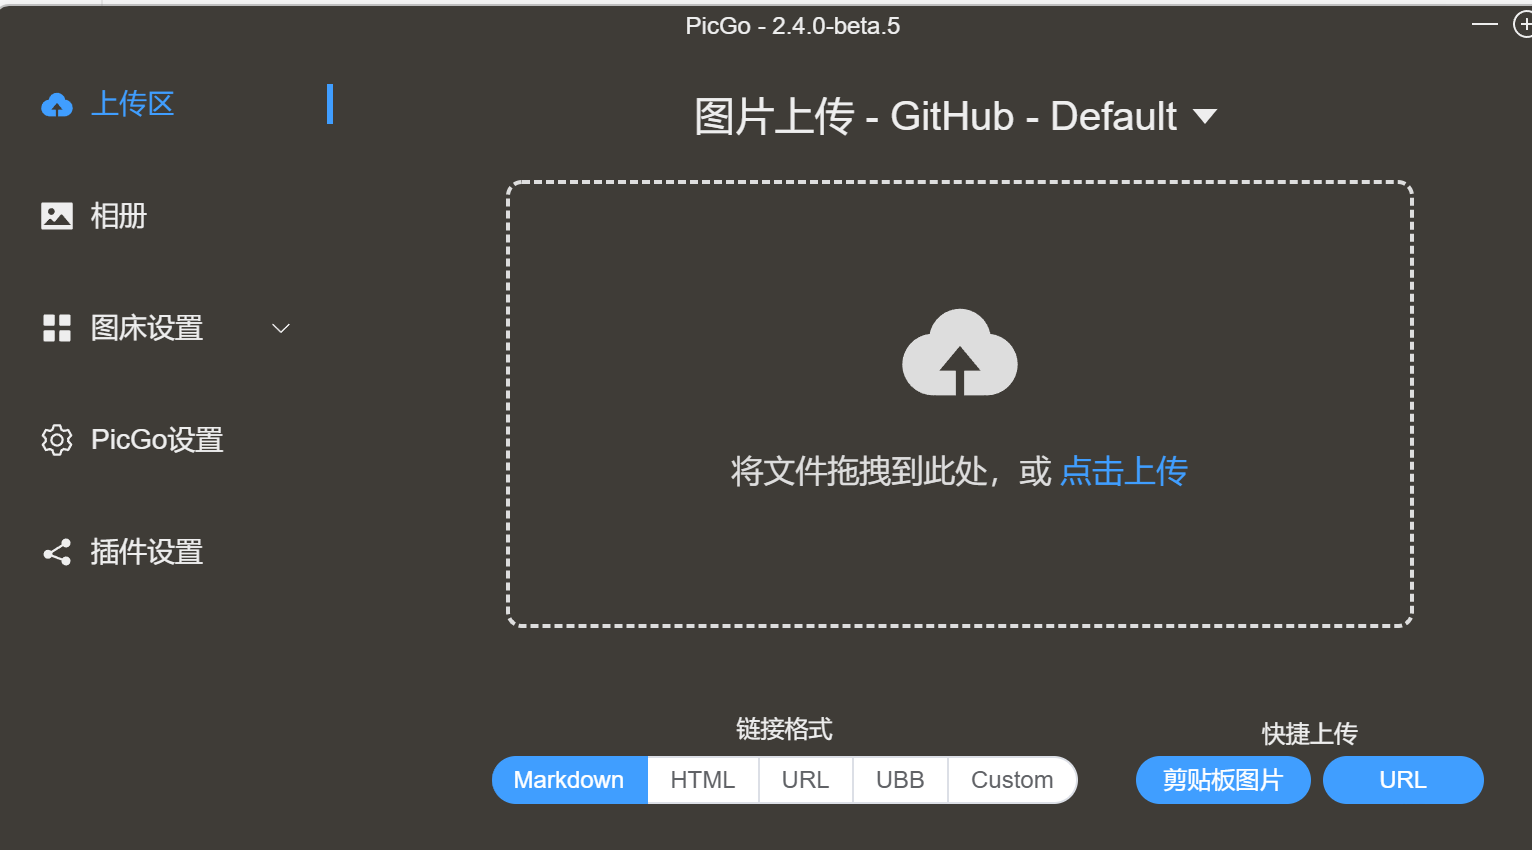 PicGo - 2.4.0-beta.5
上传区
相册
图床设置
PicGo设置
插件设置
图片上传 - GitHub - Default
将文件拖拽到此处，或 点击上传
链接格式
Markdown HTML URL UBB Custom
快捷上传
剪贴板图片 URL